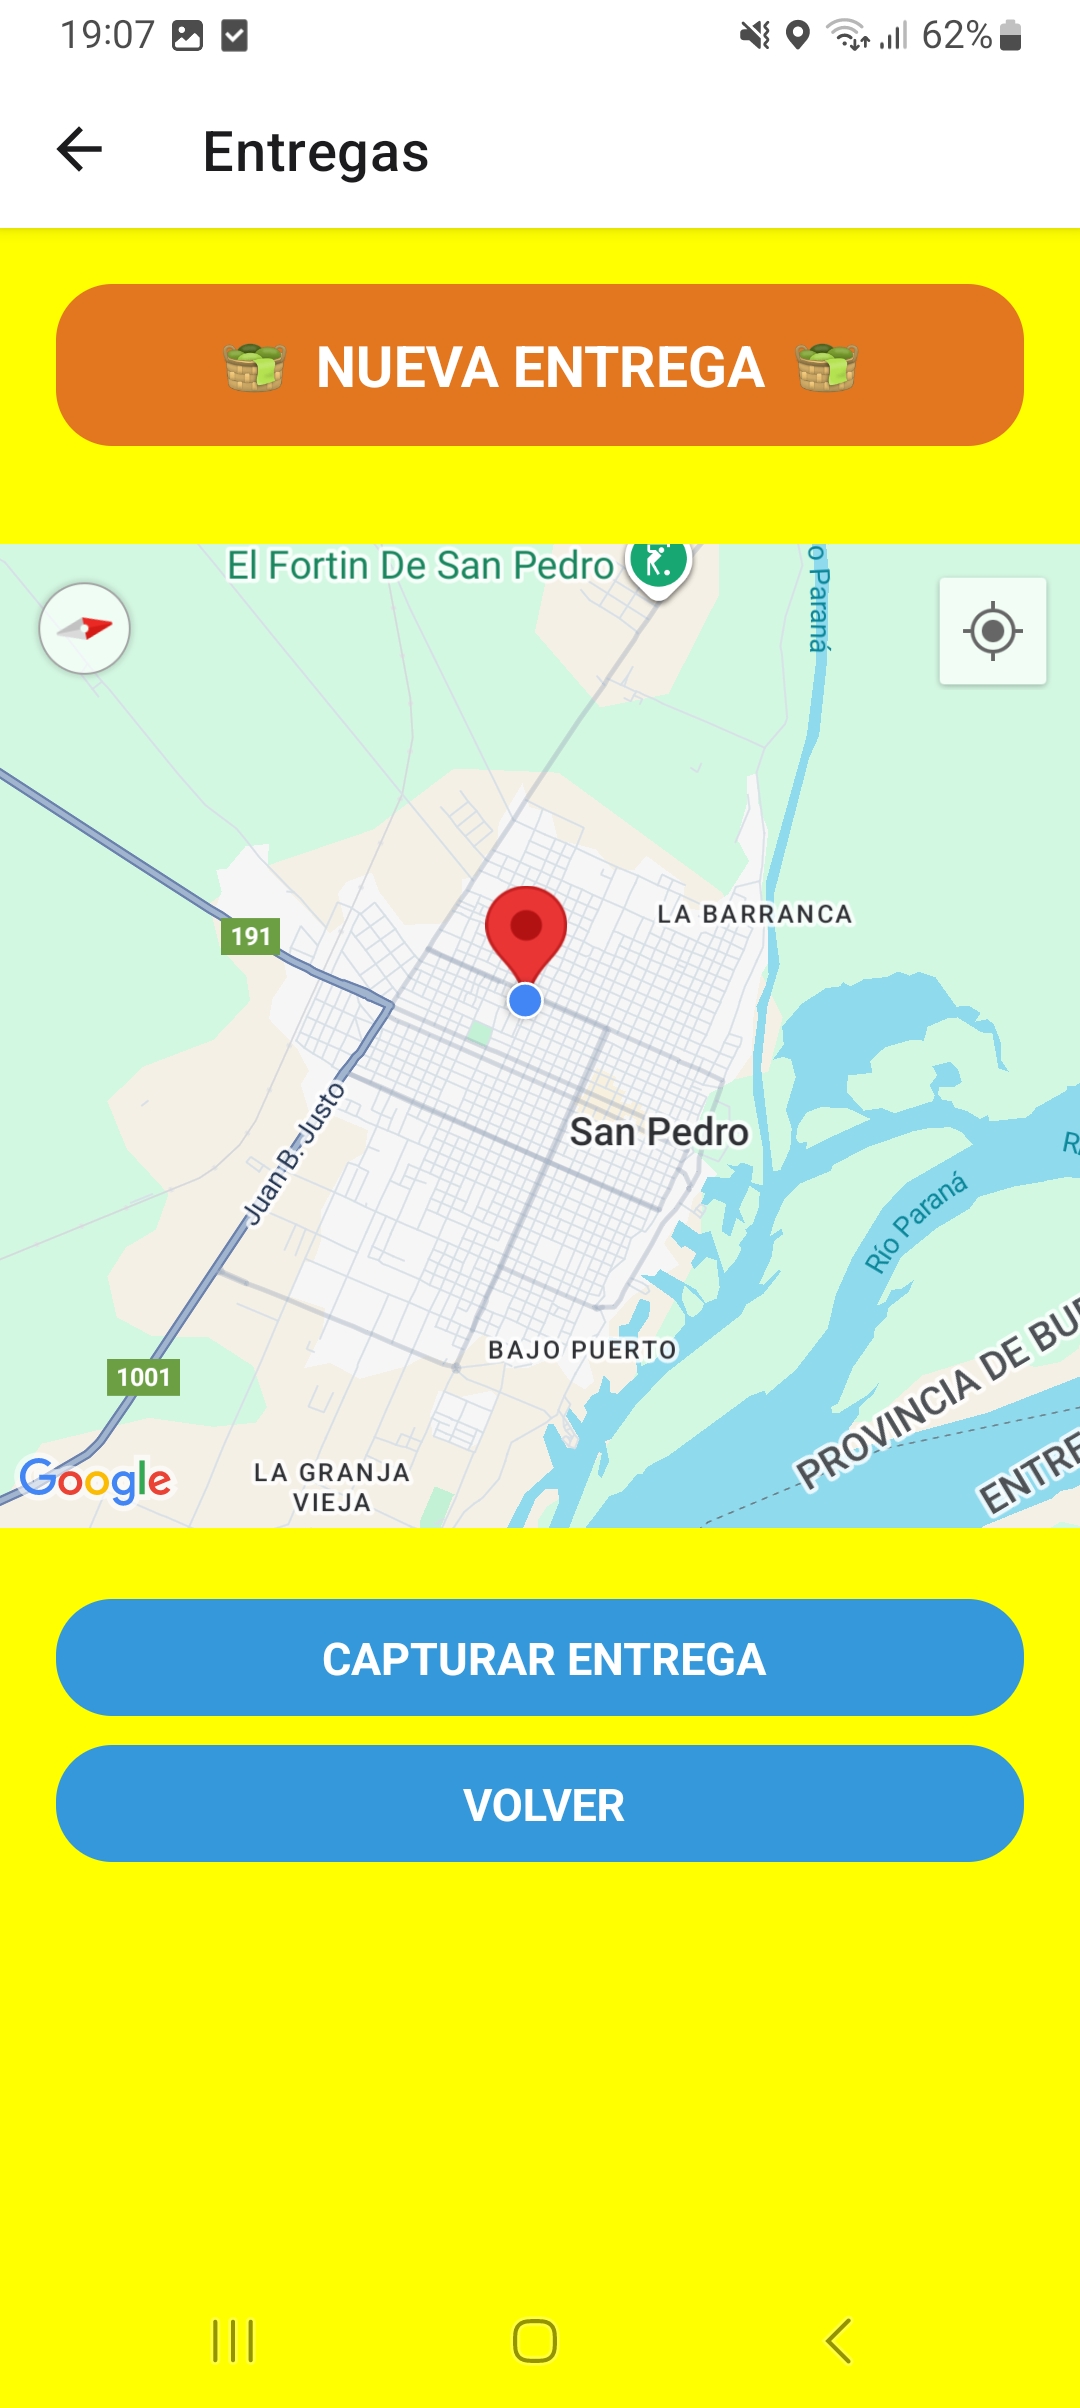 19:07
62%
Entregas
NUEVA ENTREGA
El Fortin De San Pedro
o Paraná
LA BARRANCA
191
Juan B. Justo
San Pedro
Río Paraná
BAJO PUERTO
1001
PROVINCIA DE BUE
ENTRE
LA GRANJA
VIEJA
Google
CAPTURAR ENTREGA
VOLVER